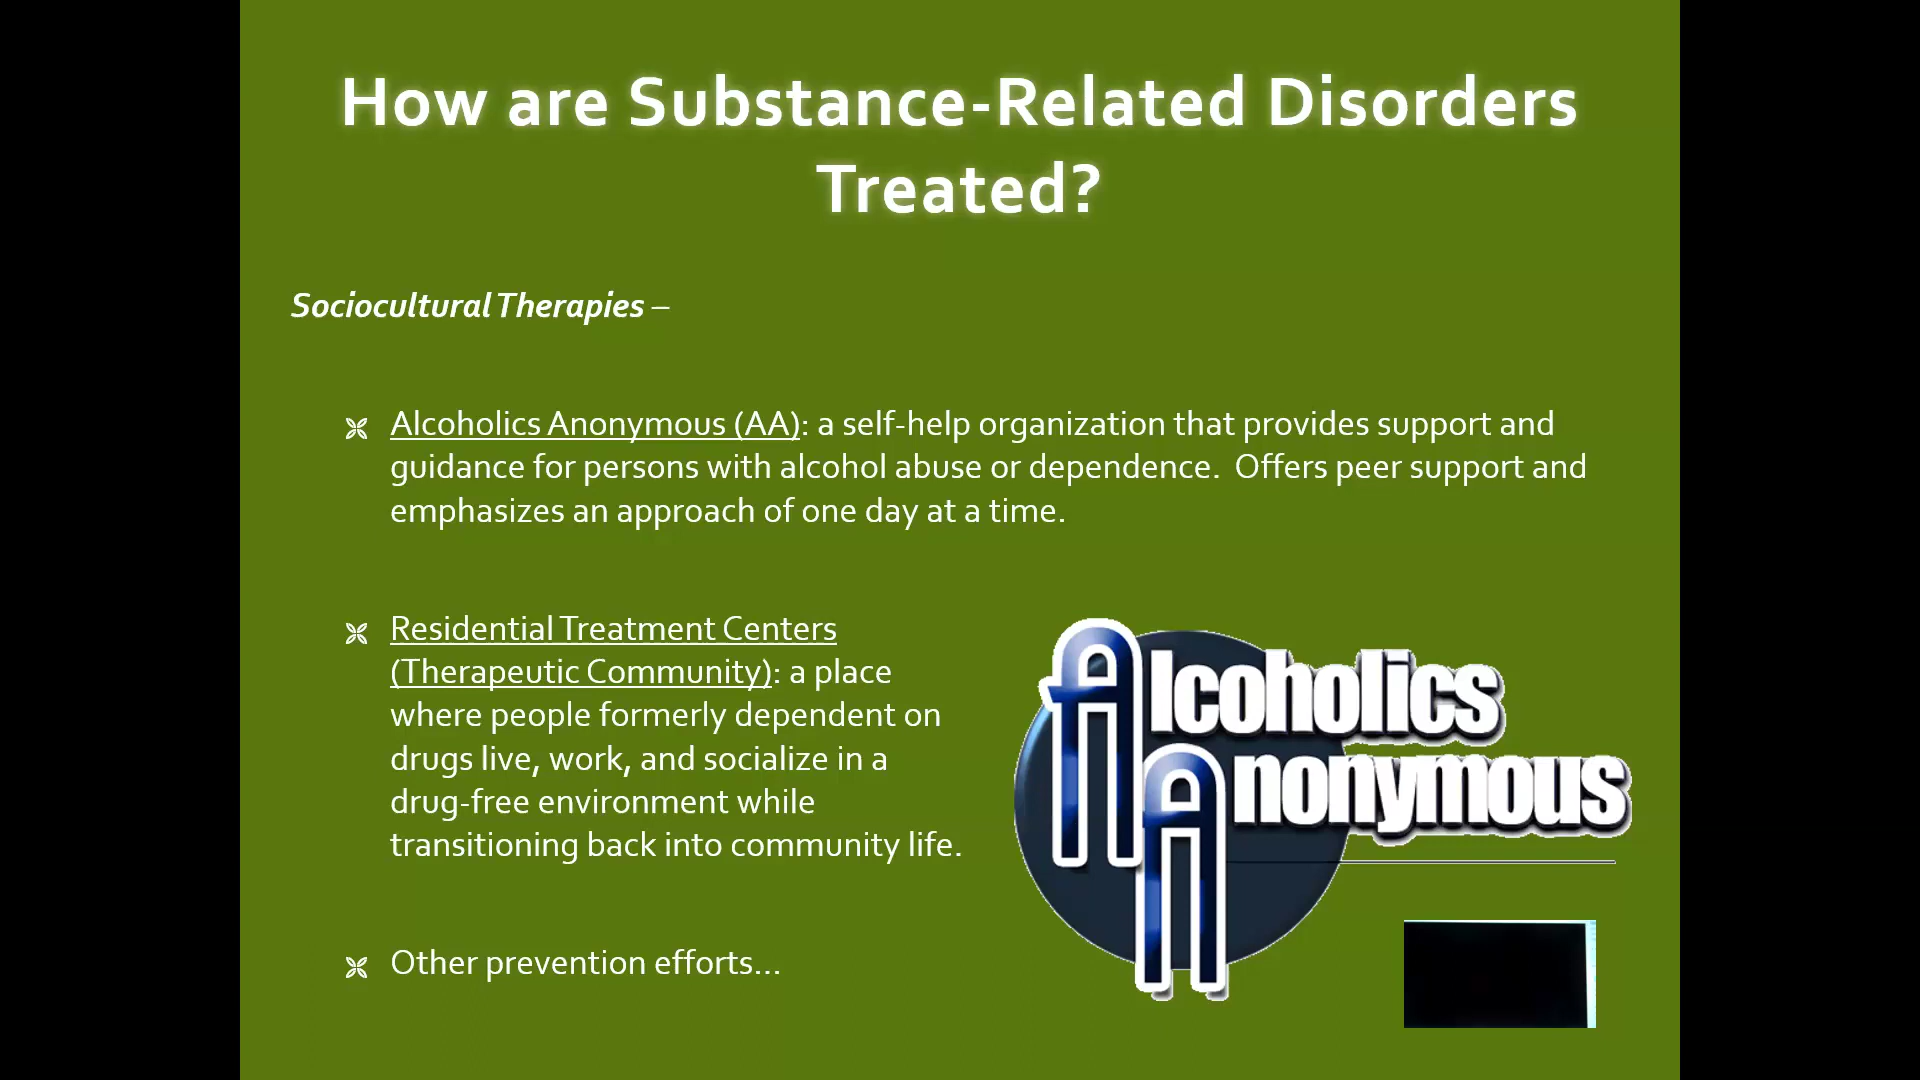 How are Substance-Related Disorders
Treated?
Sociocultural Therapies –
Alcoholics Anonymous (AA): a self-help organization that provides support and
guidance for persons with alcohol abuse or dependence.  Offers peer support and
emphasizes an approach of one day at a time.
Residential Treatment Centers
(Therapeutic Community): a place
where people formerly dependent on
drugs live, work, and socialize in a
drug-free environment while
transitioning back into community life.
Alcoholics
Anonymous
Other prevention efforts...